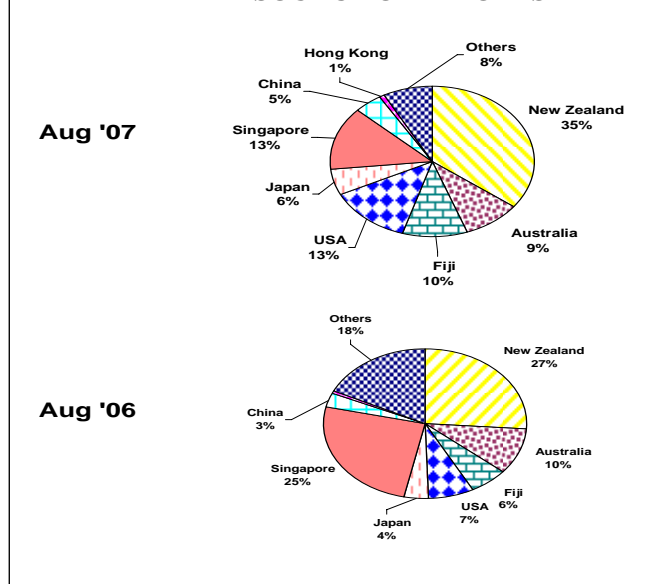 Aug '07
Hong Kong
1%
Others
8%
China
5%
New Zealand
35%
Singapore
13%
Japan
6%
Australia
9%
USA
13%
Fiji
10%
Aug '06
Others
18%
New Zealand
27%
China
3%
Australia
10%
Singapore
25%
Fiji
6%
USA
7%
Japan
4%